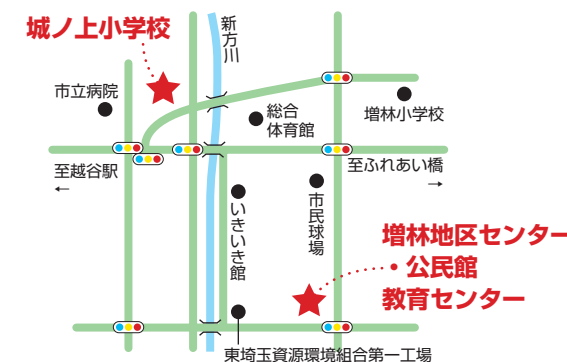 城ノ上小学校
新方川
市立病院
総合
体育館
増林小学校
至越谷駅
←
至ふれあい橋
→
いきいき館
市民球場
増林地区センター
・公民館
教育センター
東埼玉資源環境組合第一工場